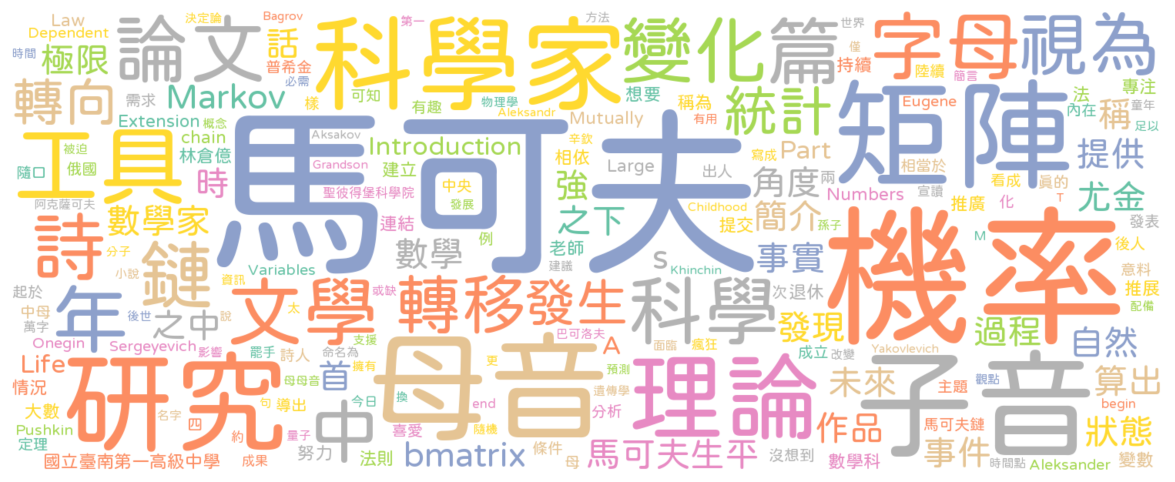 Law
決定論
Bagrov
第一
方法
世界
Dependent
科學家
變化
篇
字母
視為
論文
話
僅
時間
極限
普希金
持續
陸續
簡言
必需
想要
法
專注
轉向
需求
Markov
樣
可知
有趣
物理學
稱為
統計
矩陣
Eugene
有用
內在
童年
稱
足以
Extension
概念
Aleksandr
Mutually
chain
Aksakov
馬可夫
工具
被迫
林倉億
Introduction
辛欽
相依
Part
相當於
兩
看成
提供
俄國
Grandson
建立
Large
出人
隨口
時
中央
強
寫成
角度
Numbers
宣讀
真的
T
聖彼得堡科學院
發展
阿克薩可夫
之下
Childhood
推廣
化
尤金
數學家
連結
提交
簡介
發表
詩
鏈
例
老師
孫子
機率
M
後人
分子
數學
S
事實
小說
建議
Khinchin
意料
Variables
資訊
文學
太
或缺
轉移
發生
科學
次
退休
推展
起於
年
中母
後世
之中
說
發現
過程
配備
萬字
自然
Onegin
Sergeyevich
影響
罷手
詩人
支援
巴可洛夫
A
面臨
瘋狂
成立
改變
Yakovlevich
子音
Life
研究
命名為
擁有
母音
更
預測
理論
未來
算出
情況
母母音
首
遺傳學
主題
觀點
大數
名字
四
導出
今日
換
end
分析
begin
Pushkin
句
中
喜愛
隨機
作品
馬可夫鏈
狀態
定理
約
量子
條件
沒想到
國立臺南第一高級中學
成果
努力
法則
bmatrix
母
馬可夫生平
數學科
事件
時間點
Aleksander
變數